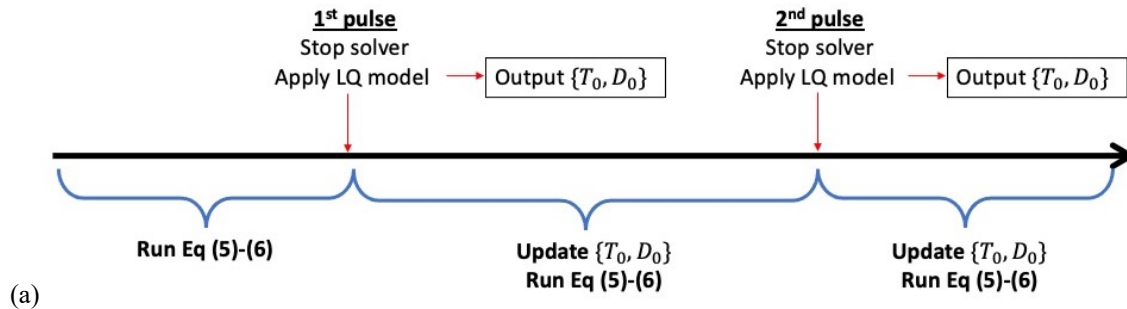 1st pulse
Stop solver
Apply LQ model
Output {T₀, D₀}
2nd pulse
Stop solver
Apply LQ model
Output {T₀, D₀}
Run Eq (5)-(6)
Update {T₀, D₀}
Run Eq (5)-(6)
Update {T₀, D₀}
Run Eq (5)-(6)
(a)